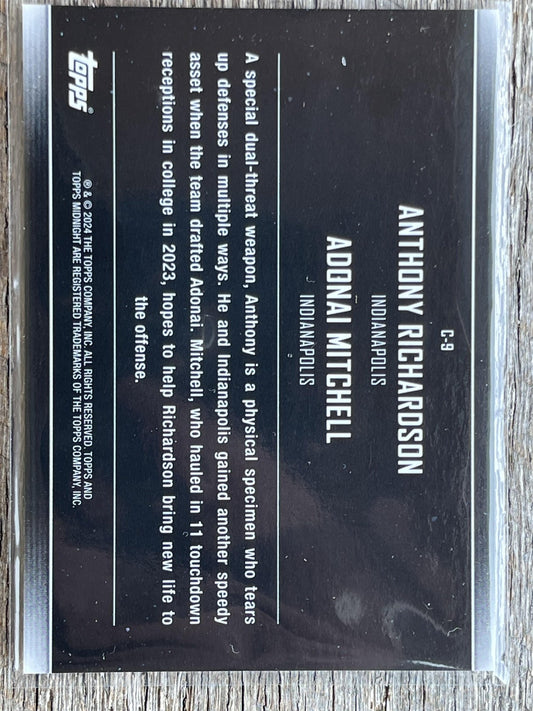 C-9
ANTHONY RICHARDSON
INDIANAPOLIS
ADONAI MITCHELL
INDIANAPOLIS
A special dual-threat weapon, Anthony is a physical specimen who tears
up defenses in multiple ways. He and Indianapolis gained another speedy
asset when the team drafted Adonai. Mitchell, who hauled in 11 touchdown
receptions in college in 2023, hopes to help Richardson bring new life to
the offense.
topps®
® & © 2024 THE TOPPS COMPANY, INC. ALL RIGHTS RESERVED, TOPPS AND
TOPPS MIDNIGHT ARE REGISTERED TRADEMARKS OF THE TOPPS COMPANY, INC.